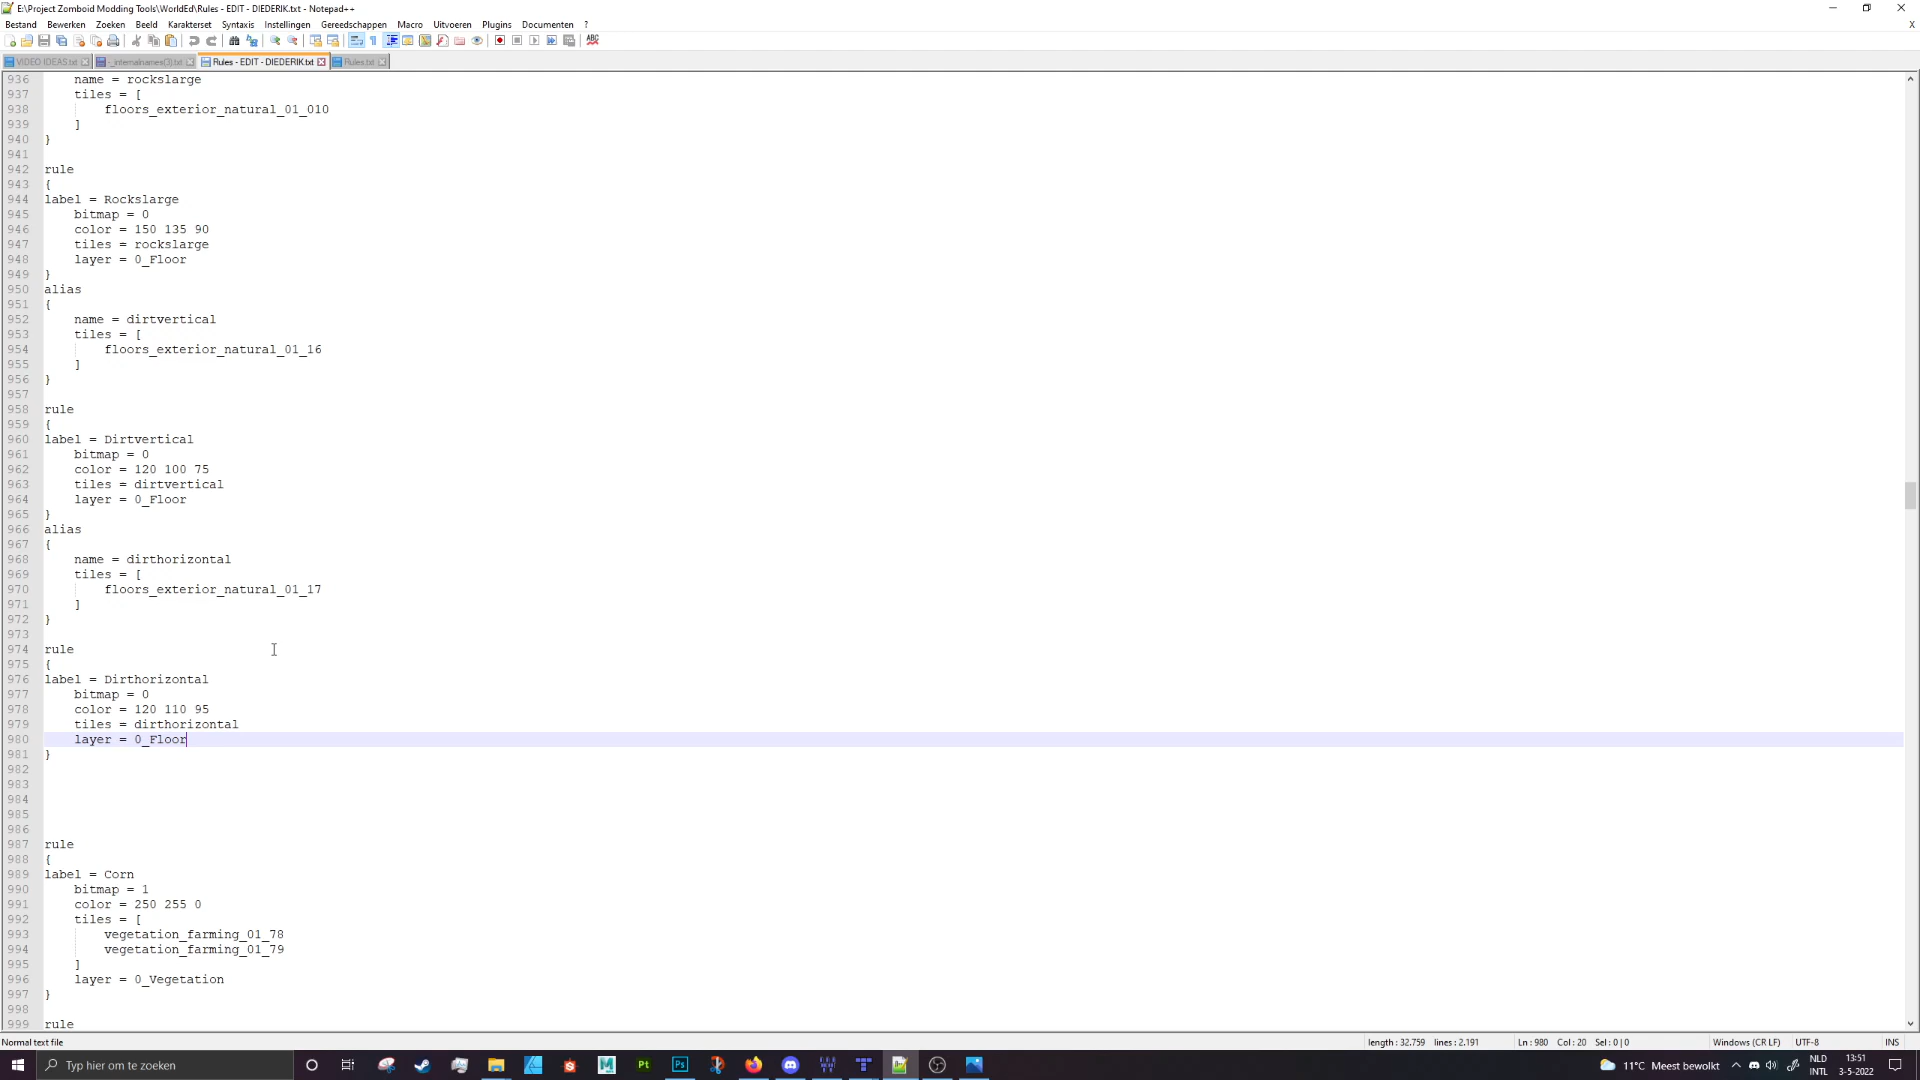 E:\Project Zomboid Modding Tools\WorldEd\Rules - EDIT - DIEDERIK.txt - Notepad++
Bestand Bewerken Zoeken Beeld Karakterset Syntaxis Instellingen Gereedschappen Macro Uitvoeren Plugins Documenten ?
VIDEO IDEAS.txt -_internalnames(3).txt Rules - EDIT - DIEDERIK.txt Rules.txt
936 name = rockslarge
937 tiles = [
938 floors_exterior_natural_01_010
939 ]
940 }
941
942 rule
943 {
944 label = Rockslarge
945 bitmap = 0
946 color = 150 135 90
947 tiles = rockslarge
948 layer = 0_Floor
949 }
950 alias
951 {
952 name = dirtvertical
953 tiles = [
954 floors_exterior_natural_01_16
955 ]
956 }
957
958 rule
959 {
960 label = Dirtvertical
961 bitmap = 0
962 color = 120 100 75
963 tiles = dirtvertical
964 layer = 0_Floor
965 }
966 alias
967 {
968 name = dirthorizontal
969 tiles = [
970 floors_exterior_natural_01_17
971 ]
972 }
973
974 rule
975 {
976 label = Dirthorizontal
977 bitmap = 0
978 color = 120 110 95
979 tiles = dirthorizontal
980 layer = 0_Floor
981 }
982
983
984
985
986
987 rule
988 {
989 label = Corn
990 bitmap = 1
991 color = 250 255 0
992 tiles = [
993 vegetation_farming_01_78
994 vegetation_farming_01_79
995 ]
996 layer = 0_Vegetation
997 }
998
999 rule
Normal text file length : 32.759 lines : 2.191 Ln : 980 Col : 20 Sel : 0 | 0 Windows (CR LF) UTF-8 INS
Typ hier om te zoeken 11°C Meest bewolkt NLD INTL 13:51 3-5-2022